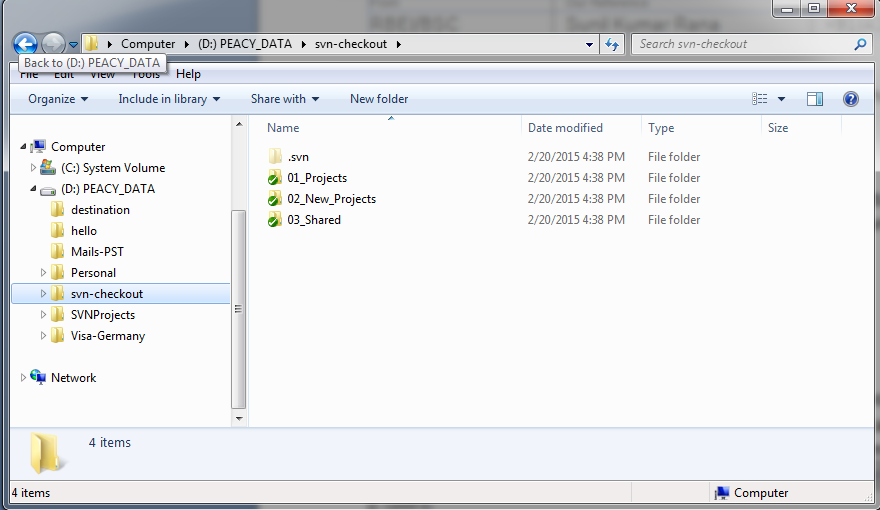 Sunil Kumar Rana
Computer (D:) PEACY_DATA svn-checkout Search svn-checkout
Back to (D:) PEACY_DATA
File Edit View Tools Help
Organize Include in library Share with New folder
Name Date modified Type Size
Computer
(C:) System Volume
(D:) PEACY_DATA
destination
hello
Mails-PST
Personal
svn-checkout
SVNProjects
Visa-Germany
Network
.svn 2/20/2015 4:38 PM File folder
01_Projects 2/20/2015 4:38 PM File folder
02_New_Projects 2/20/2015 4:38 PM File folder
03_Shared 2/20/2015 4:38 PM File folder
4 items
4 items Computer